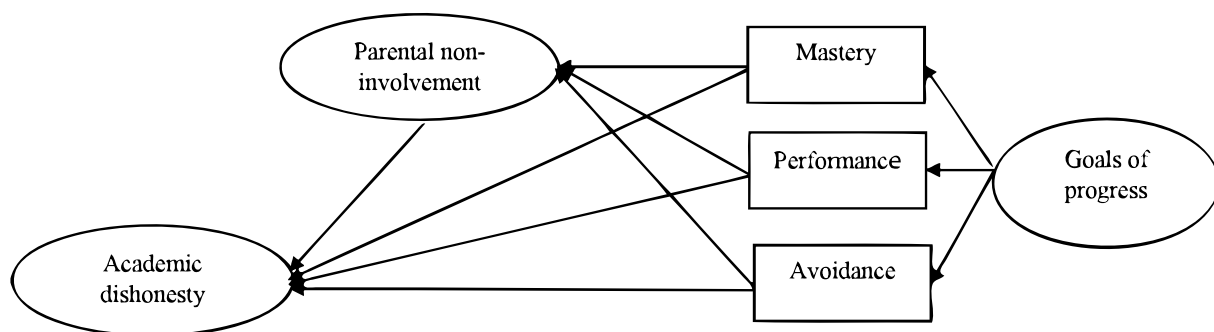 Parental non-
involvement
Mastery
Performance
Goals of
progress
Avoidance
Academic
dishonesty